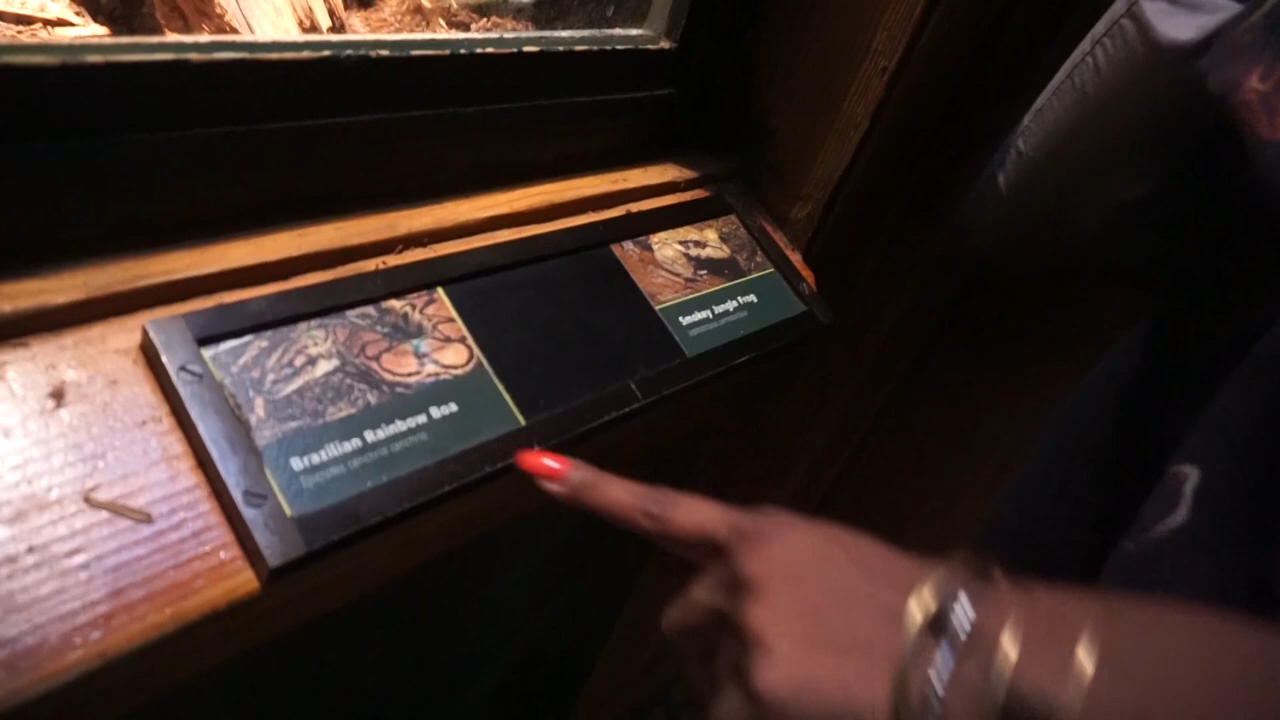 Brazilian Rainbow Boa
Epicrates cenchria cenchria
Smokey Jungle Frog